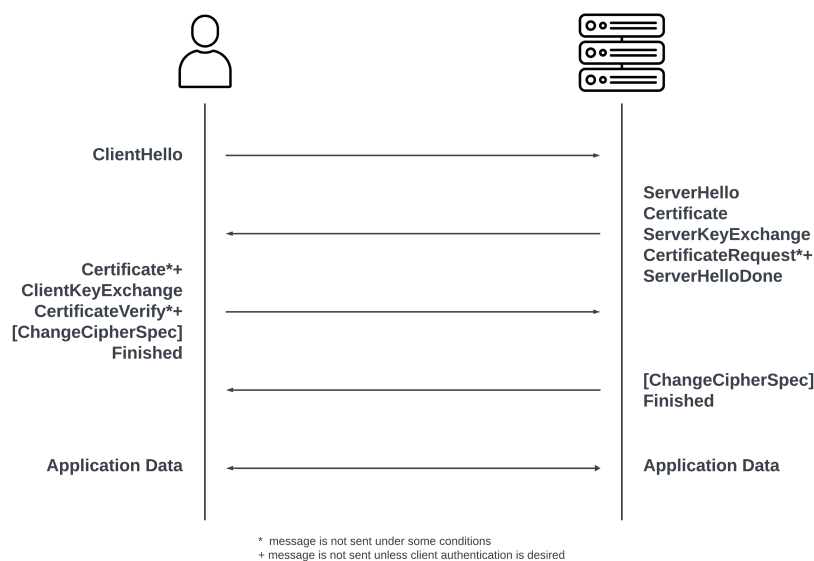 ClientHello
ServerHello
Certificate
ServerKeyExchange
CertificateRequest*+
ServerHelloDone
Certificate*+
ClientKeyExchange
CertificateVerify*+
[ChangeCipherSpec]
Finished
[ChangeCipherSpec]
Finished
Application Data
Application Data
* message is not sent under some conditions
+ message is not sent unless client authentication is desired